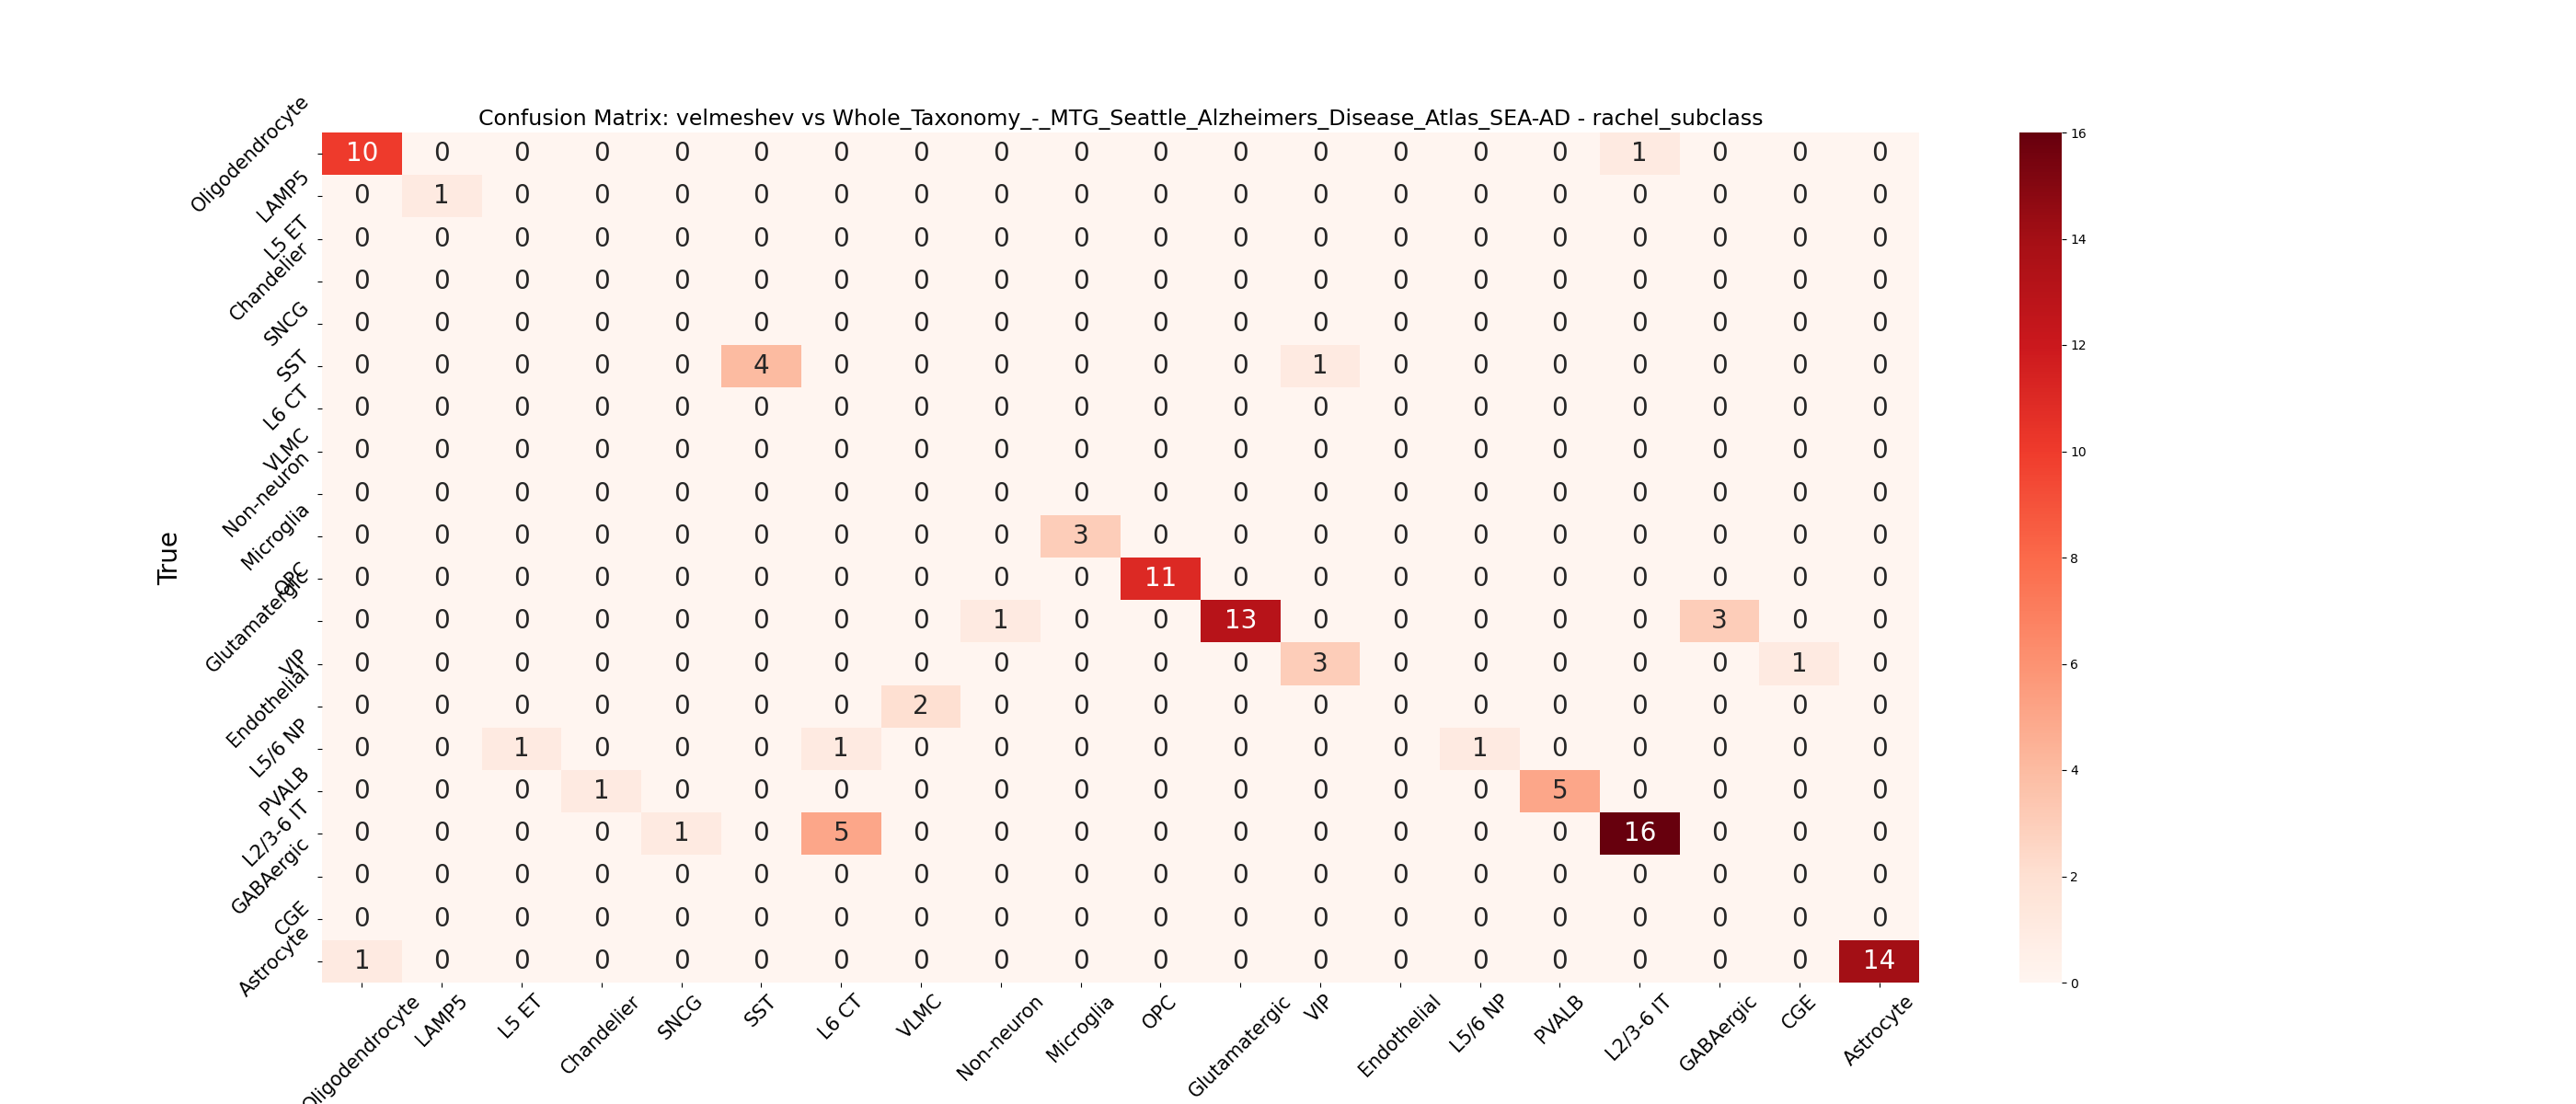 Confusion Matrix: velmeshev vs Whole_Taxonomy_-_MTG_Seattle_Alzheimers_Disease_Atlas_SEA-AD - rachel_subclass
True
Oligodendrocyte 10 0 0 0 0 0 0 0 0 0 0 0 0 0 0 0 1 0 0 0
LAMP5 0 1 0 0 0 0 0 0 0 0 0 0 0 0 0 0 0 0 0 0
L5 ET 0 0 0 0 0 0 0 0 0 0 0 0 0 0 0 0 0 0 0 0
Chandelier 0 0 0 0 0 0 0 0 0 0 0 0 0 0 0 0 0 0 0 0
SNCG 0 0 0 0 0 0 0 0 0 0 0 0 0 0 0 0 0 0 0 0
SST 0 0 0 0 0 4 0 0 0 0 0 0 1 0 0 0 0 0 0 0
L6 CT 0 0 0 0 0 0 0 0 0 0 0 0 0 0 0 0 0 0 0 0
VLMC 0 0 0 0 0 0 0 0 0 0 0 0 0 0 0 0 0 0 0 0
Non-neuron 0 0 0 0 0 0 0 0 0 0 0 0 0 0 0 0 0 0 0 0
Microglia 0 0 0 0 0 0 0 0 0 3 0 0 0 0 0 0 0 0 0 0
OPC 0 0 0 0 0 0 0 0 0 0 11 0 0 0 0 0 0 0 0 0
Glutamatergic 0 0 0 0 0 0 0 0 1 0 0 13 0 0 0 0 0 3 0 0
VIP 0 0 0 0 0 0 0 0 0 0 0 0 3 0 0 0 0 0 1 0
Endothelial 0 0 0 0 0 0 0 2 0 0 0 0 0 0 0 0 0 0 0 0
L5/6 NP 0 0 1 0 0 0 1 0 0 0 0 0 0 0 1 0 0 0 0 0
PVALB 0 0 0 1 0 0 0 0 0 0 0 0 0 0 0 5 0 0 0 0
L2/3-6 IT 0 0 0 0 1 0 5 0 0 0 0 0 0 0 0 0 16 0 0 0
GABAergic 0 0 0 0 0 0 0 0 0 0 0 0 0 0 0 0 0 0 0 0
CGE 0 0 0 0 0 0 0 0 0 0 0 0 0 0 0 0 0 0 0 0
Astrocyte 1 0 0 0 0 0 0 0 0 0 0 0 0 0 0 0 0 0 0 14
Oligodendrocyte LAMP5 L5 ET Chandelier SNCG SST L6 CT VLMC Non-neuron Microglia OPC Glutamatergic VIP Endothelial L5/6 NP PVALB L2/3-6 IT GABAergic CGE Astrocyte
16
14
12
10
8
6
4
2
0